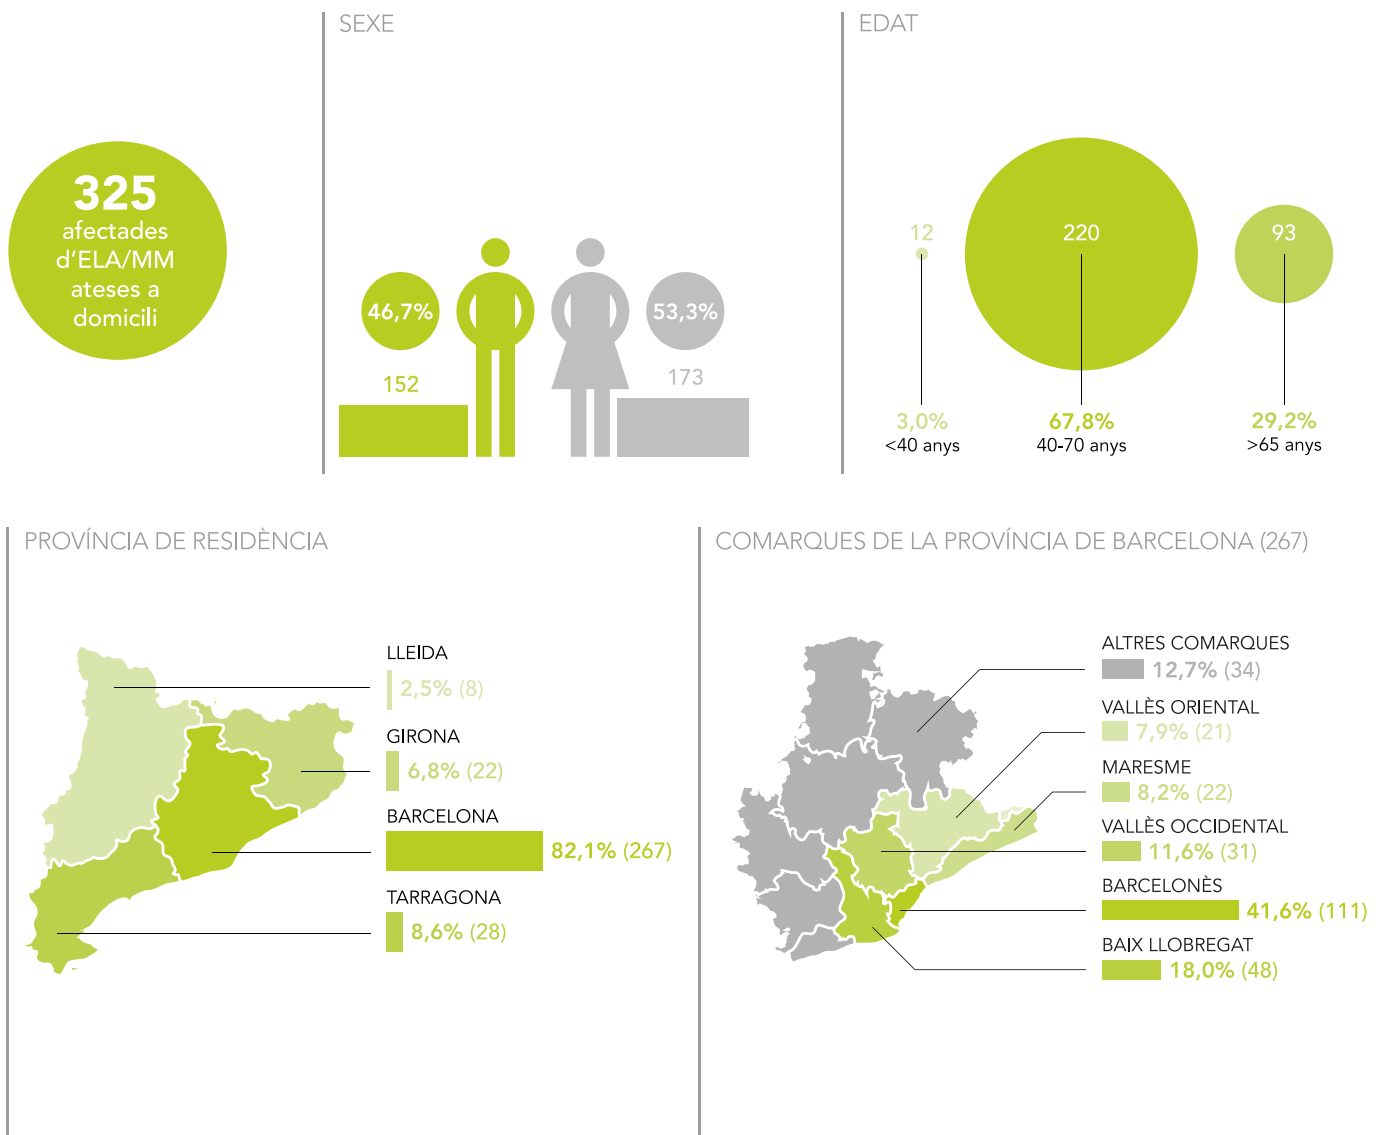 325
afectades
d'ELA/MM
ateses a
domicili
SEXE
46,7%
53,3%
152
173
EDAT
12
220
93
3,0%
<40 anys
67,8%
40-70 anys
29,2%
>65 anys
PROVÍNCIA DE RESIDÈNCIA
LLEIDA
2,5% (8)
GIRONA
6,8% (22)
BARCELONA
82,1% (267)
TARRAGONA
8,6% (28)
COMARQUES DE LA PROVÍNCIA DE BARCELONA (267)
ALTRES COMARQUES
12,7% (34)
VALLÈS ORIENTAL
7,9% (21)
MARESME
8,2% (22)
VALLÈS OCCIDENTAL
11,6% (31)
BARCELONÈS
41,6% (111)
BAIX LLOBREGAT
18,0% (48)